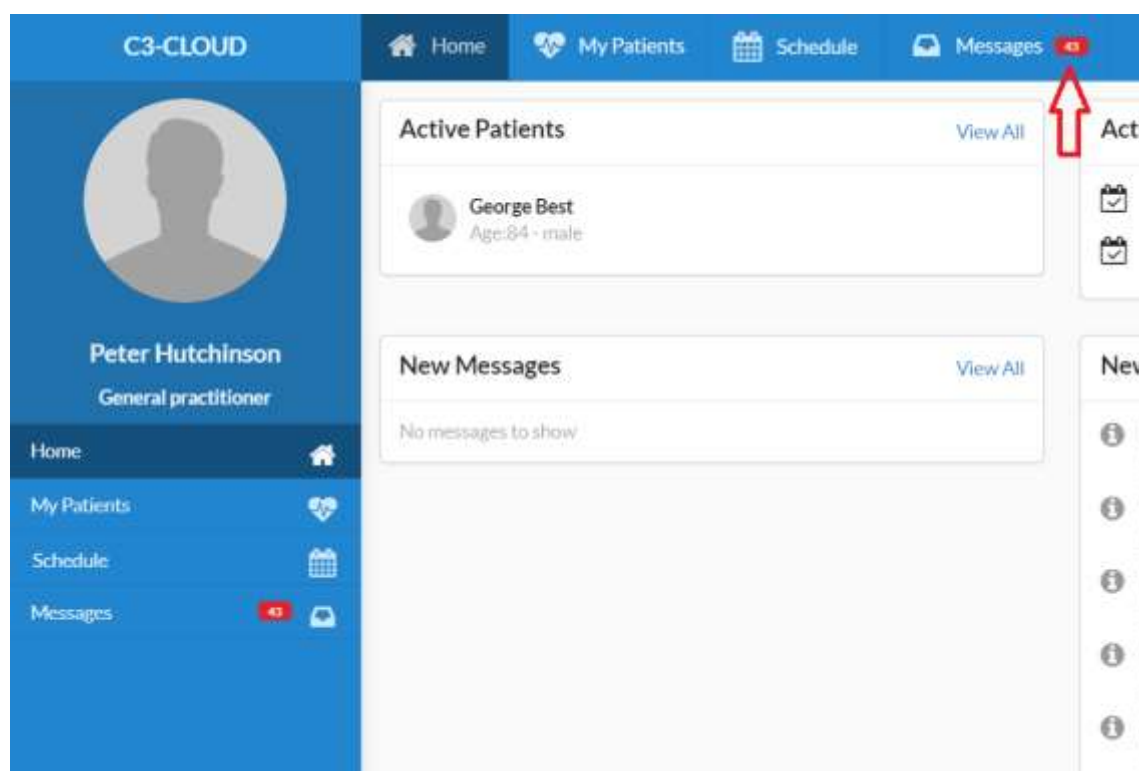 C3-CLOUD
Home
My Patients
Schedule
Messages 43
Peter Hutchinson
General practitioner
Home
My Patients
Schedule
Messages 43
Active Patients View All
George Best
Age:84 - male
New Messages View All
No messages to show
Act
New